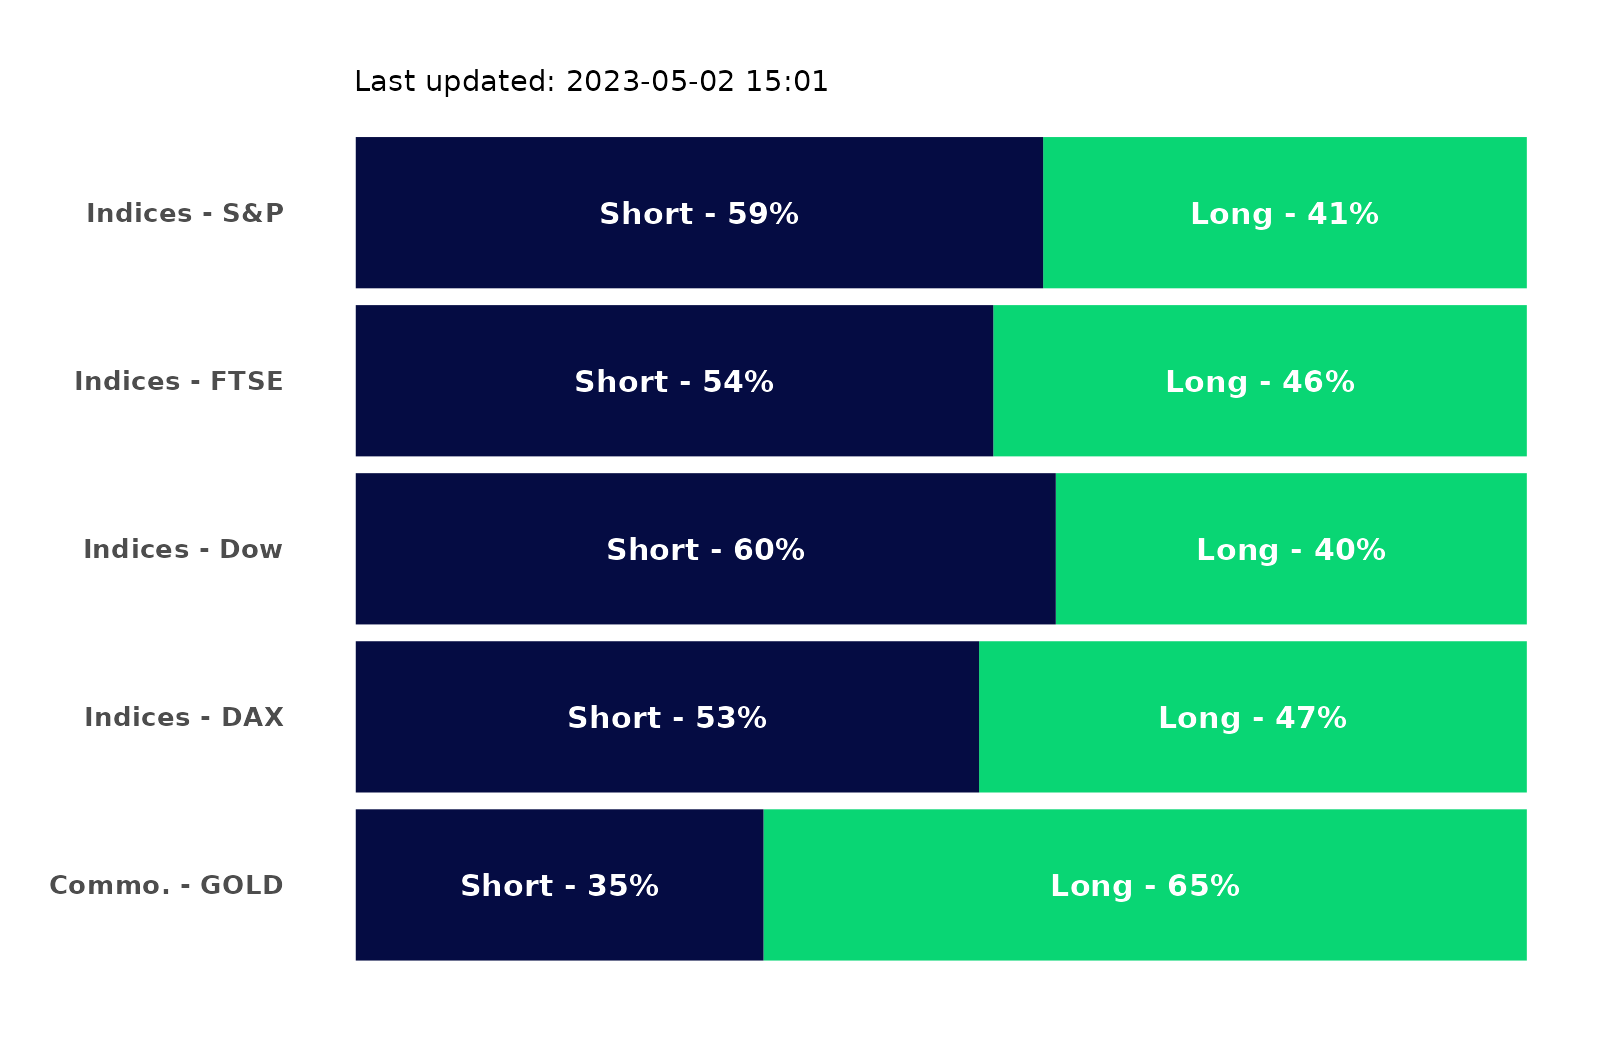 Last updated: 2023-05-02 15:01
Indices - S&P Short - 59% Long - 41%
Indices - FTSE Short - 54% Long - 46%
Indices - Dow Short - 60% Long - 40%
Indices - DAX Short - 53% Long - 47%
Commo. - GOLD Short - 35% Long - 65%